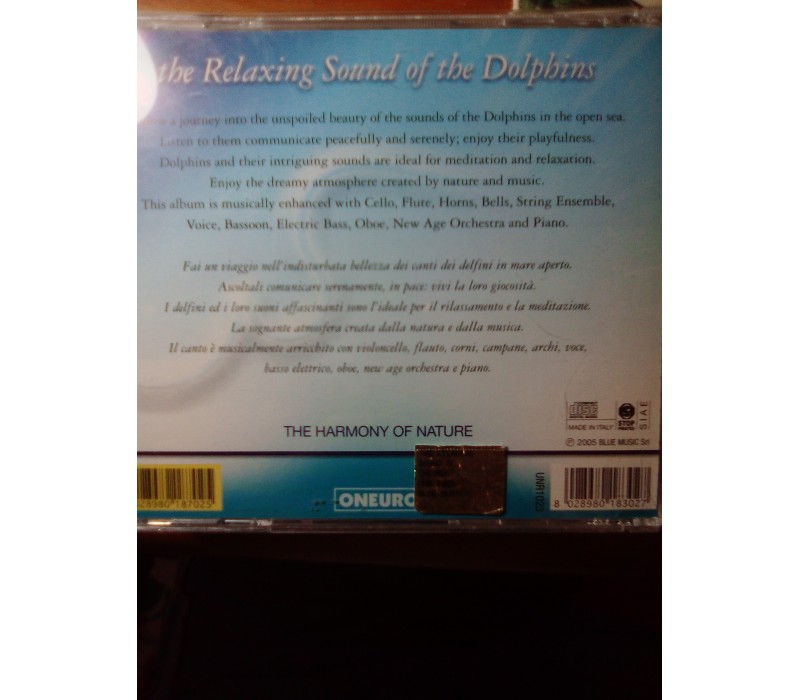 the Relaxing Sound of the Dolphins
a journey into the unspoiled beauty of the sounds of the Dolphins in the open sea.
Listen to them communicate peacefully and serenely; enjoy their playfulness.
Dolphins and their intriguing sounds are ideal for meditation and relaxation.
Enjoy the dreamy atmosphere created by nature and music.
This album is musically enhanced with Cello, Flute, Horns, Bells, String Ensemble,
Voice, Bassoon, Electric Bass, Oboe, New Age Orchestra and Piano.
Fai un viaggio nell'indisturbata bellezza dei canti dei delfini in mare aperto.
Ascoltali comunicare serenamente, in pace: vivi la loro giocosità.
I delfini ed i loro suoni affascinanti sono l'ideale per il rilassamento e la meditazione.
La sognante atmosfera creata dalla natura e dalla musica.
Il canto è musicalmente arricchito con violoncello, flauto, corni, campane, archi, voce,
basso elettrico, oboe, new age orchestra e piano.
disc
MADE IN ITALY
STOP
SIAE
THE HARMONY OF NATURE
℗ 2005 BLUE MUSIC Srl
28980 187025
ONEURO
UNR1023
8 028980 183027